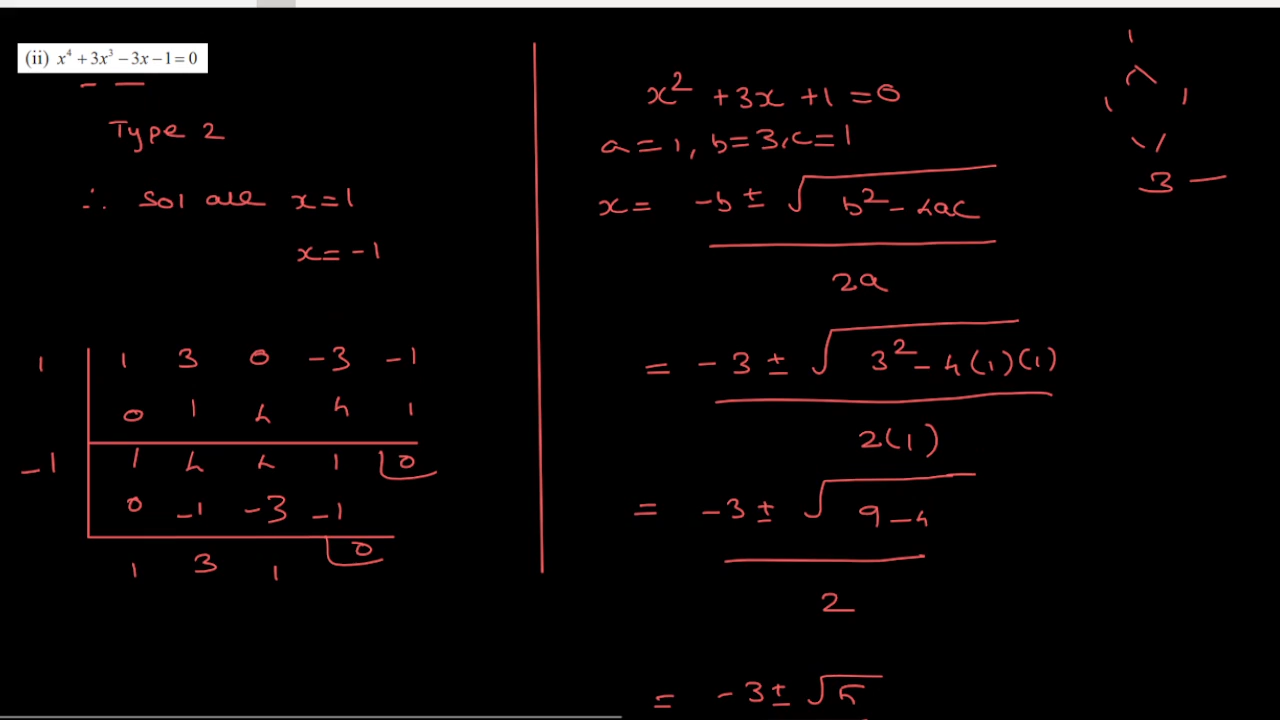 (ii) x⁴ + 3x³ − 3x − 1 = 0
Type 2
∴ Sol are x = 1
x = -1
1 | 1 3 0 -3 -1
0 1 4 4 1
-1 | 1 4 4 1 0
0 -1 -3 -1
1 3 1 0
x² + 3x + 1 = 0
a = 1, b = 3, c = 1
x = -b ± √(b² - 4ac)
2a
= -3 ± √(3² - 4(1)(1))
2(1)
= -3 ± √(9 - 4)
2
= -3 ± √5
1
1 1
3 —